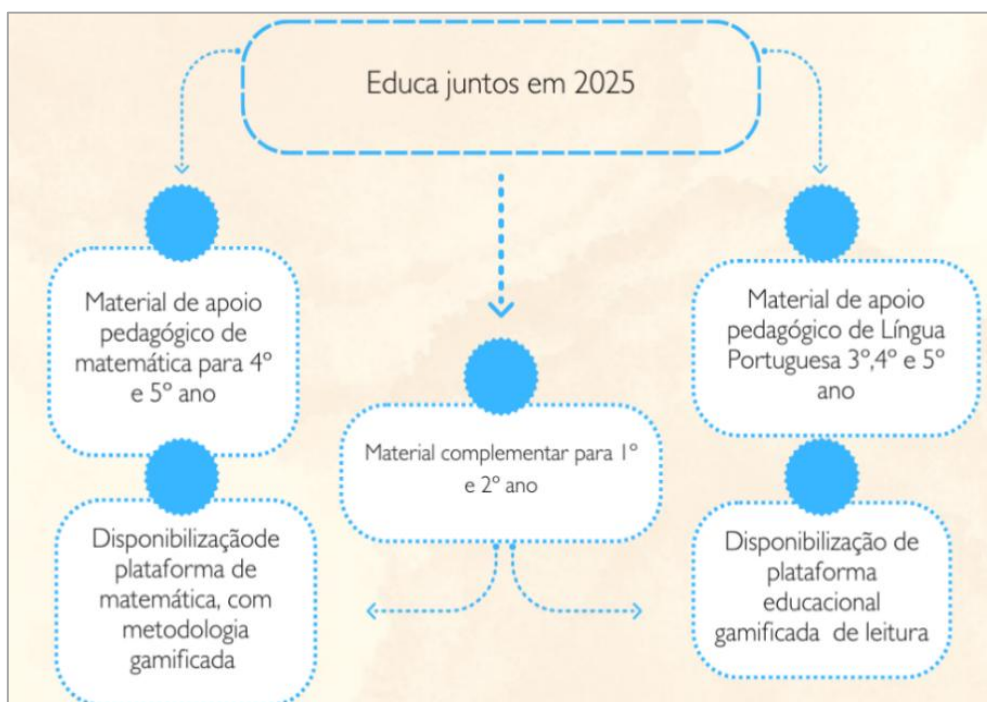 Educa juntos em 2025
Material de apoio
pedagógico de
matemática para 4º
e 5º ano
Material de apoio
pedagógico de Língua
Portuguesa 3º,4º e 5º
ano
Material complementar para 1º
e 2º ano
Disponibilizaçãode
plataforma de
matemática, com
metodologia
gamificada
Disponibilização de
plataforma
educacional
gamificada de leitura